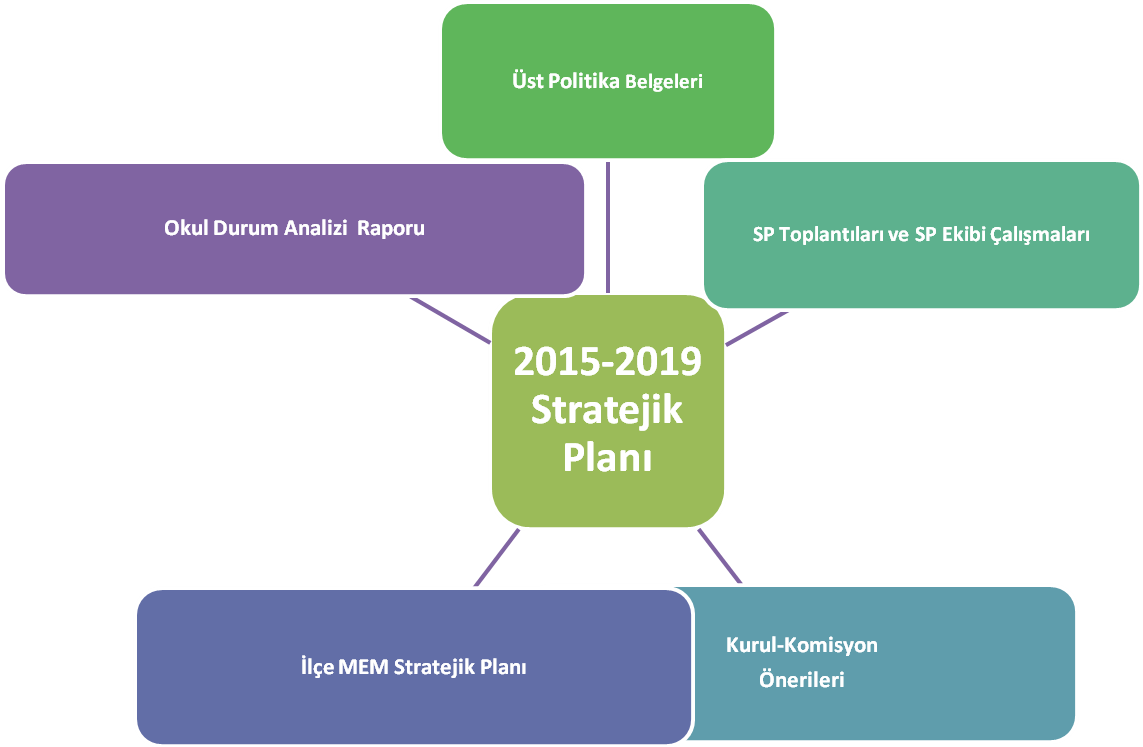 Üst Politika Belgeleri
Okul Durum Analizi Raporu
SP Toplantıları ve SP Ekibi Çalışmaları
2015-2019
Stratejik
Planı
İlçe MEM Stratejik Planı
Kurul-Komisyon
Önerileri